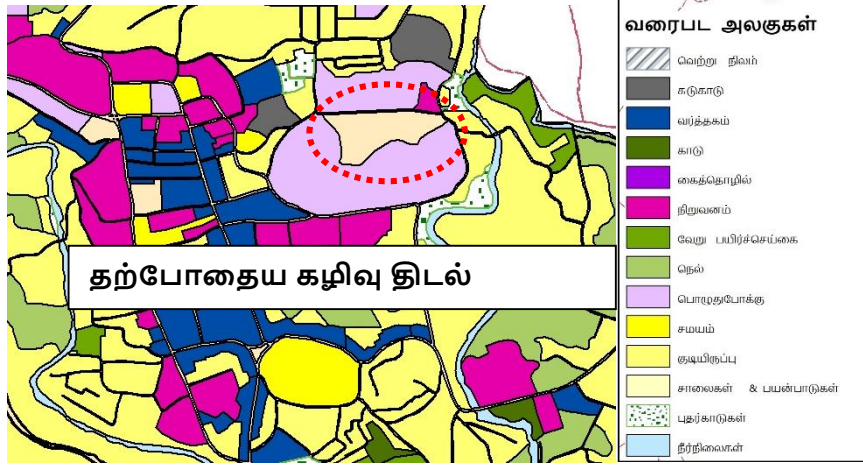 வரைபட அலகுகள்
வெற்று நிலம்
சுடுகாடு
வர்த்தகம்
காடு
கைத்தொழில்
நிறுவனம்
வேறு பயிர்ச்செய்கை
நெல்
பொழுதுபோக்கு
சமயம்
குடியிருப்பு
சாலைகள் & பயன்பாடுகள்
புதர்காடுகள்
நீர்நிலைகள்
தற்போதைய கழிவு திடல்